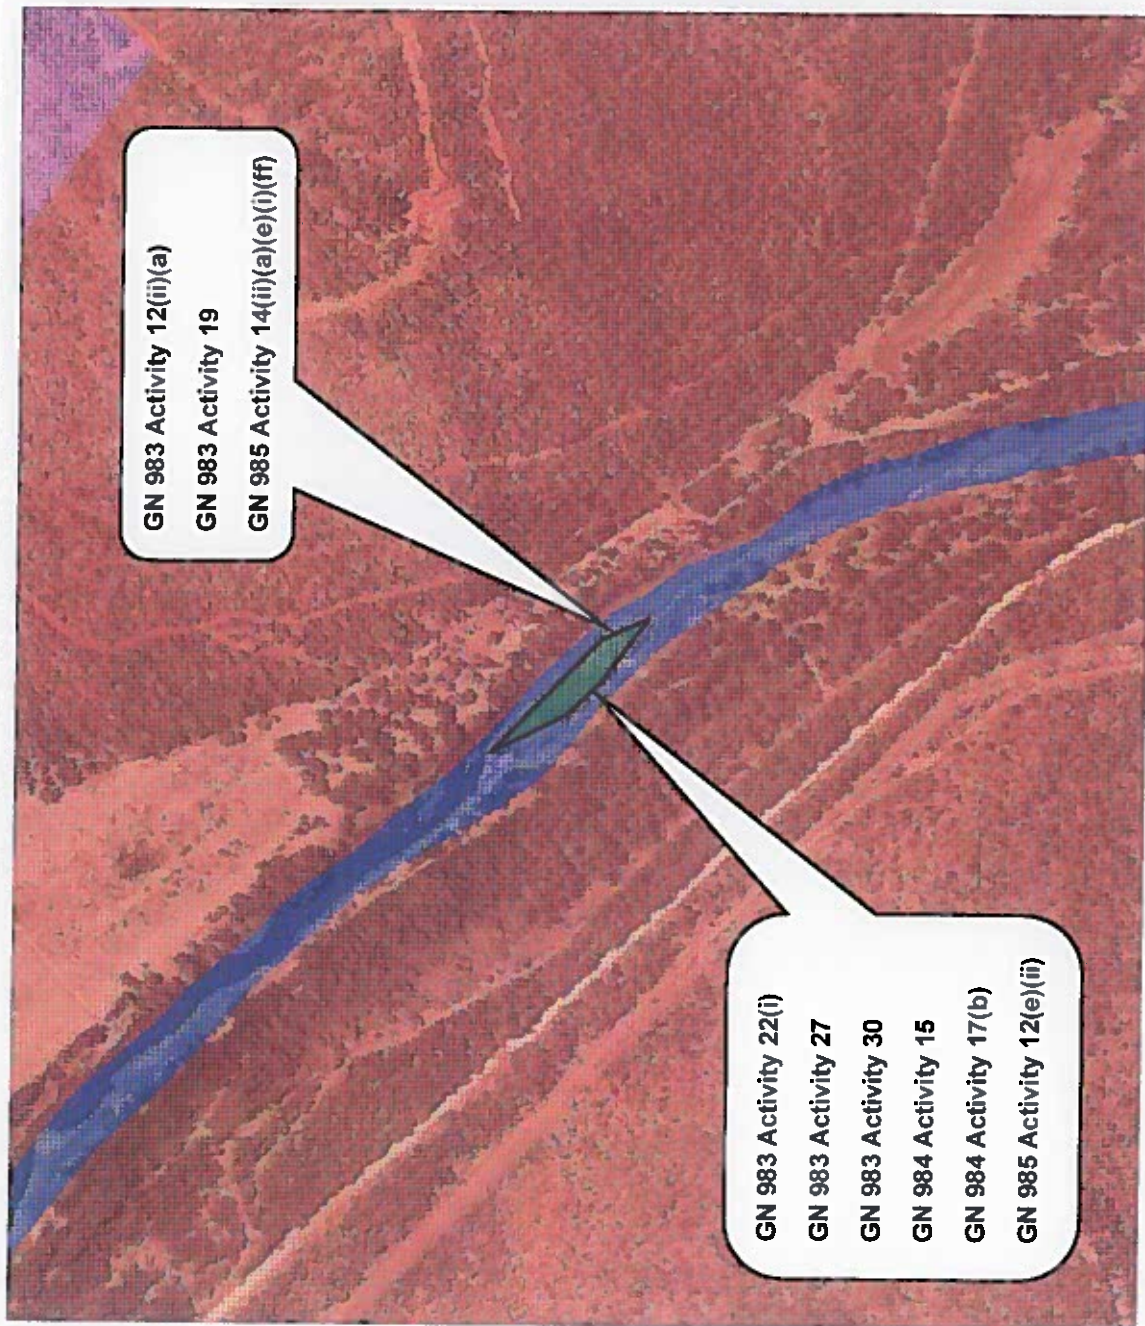 GN 983 Activity 22(i)
GN 983 Activity 27
GN 983 Activity 30
GN 984 Activity 15
GN 984 Activity 17(b)
GN 985 Activity 12(e)(ii)
GN 983 Activity 12(ii)(a)
GN 983 Activity 19
GN 985 Activity 14(ii)(a)(e)(i)(ff)